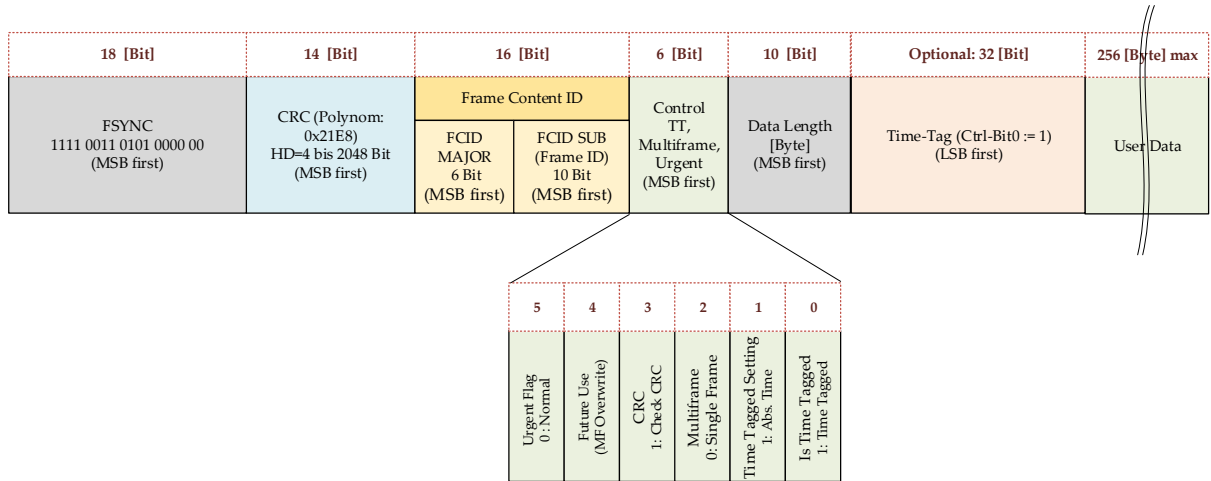 18 [Bit]
14 [Bit]
16 [Bit]
6 [Bit]
10 [Bit]
Optional: 32 [Bit]
256 [Byte] max
FSYNC
1111 0011 0101 0000 00
(MSB first)
CRC (Polynom:
0x21E8)
HD=4 bis 2048 Bit
(MSB first)
Frame Content ID
FCID
MAJOR
6 Bit
(MSB first)
FCID SUB
(Frame ID)
10 Bit
(MSB first)
Control
TT,
Multiframe,
Urgent
(MSB first)
Data Length
[Byte]
(MSB first)
Time-Tag (Ctrl-Bit0 := 1)
(LSB first)
User Data
5
4
3
2
1
0
Urgent Flag
0 : Normal
Future Use
(MF Overwrite)
CRC
1: Check CRC
Multiframe
0: Single Frame
Time Tagged Setting
1: Abs. Time
Is Time Tagged
1: Time Tagged